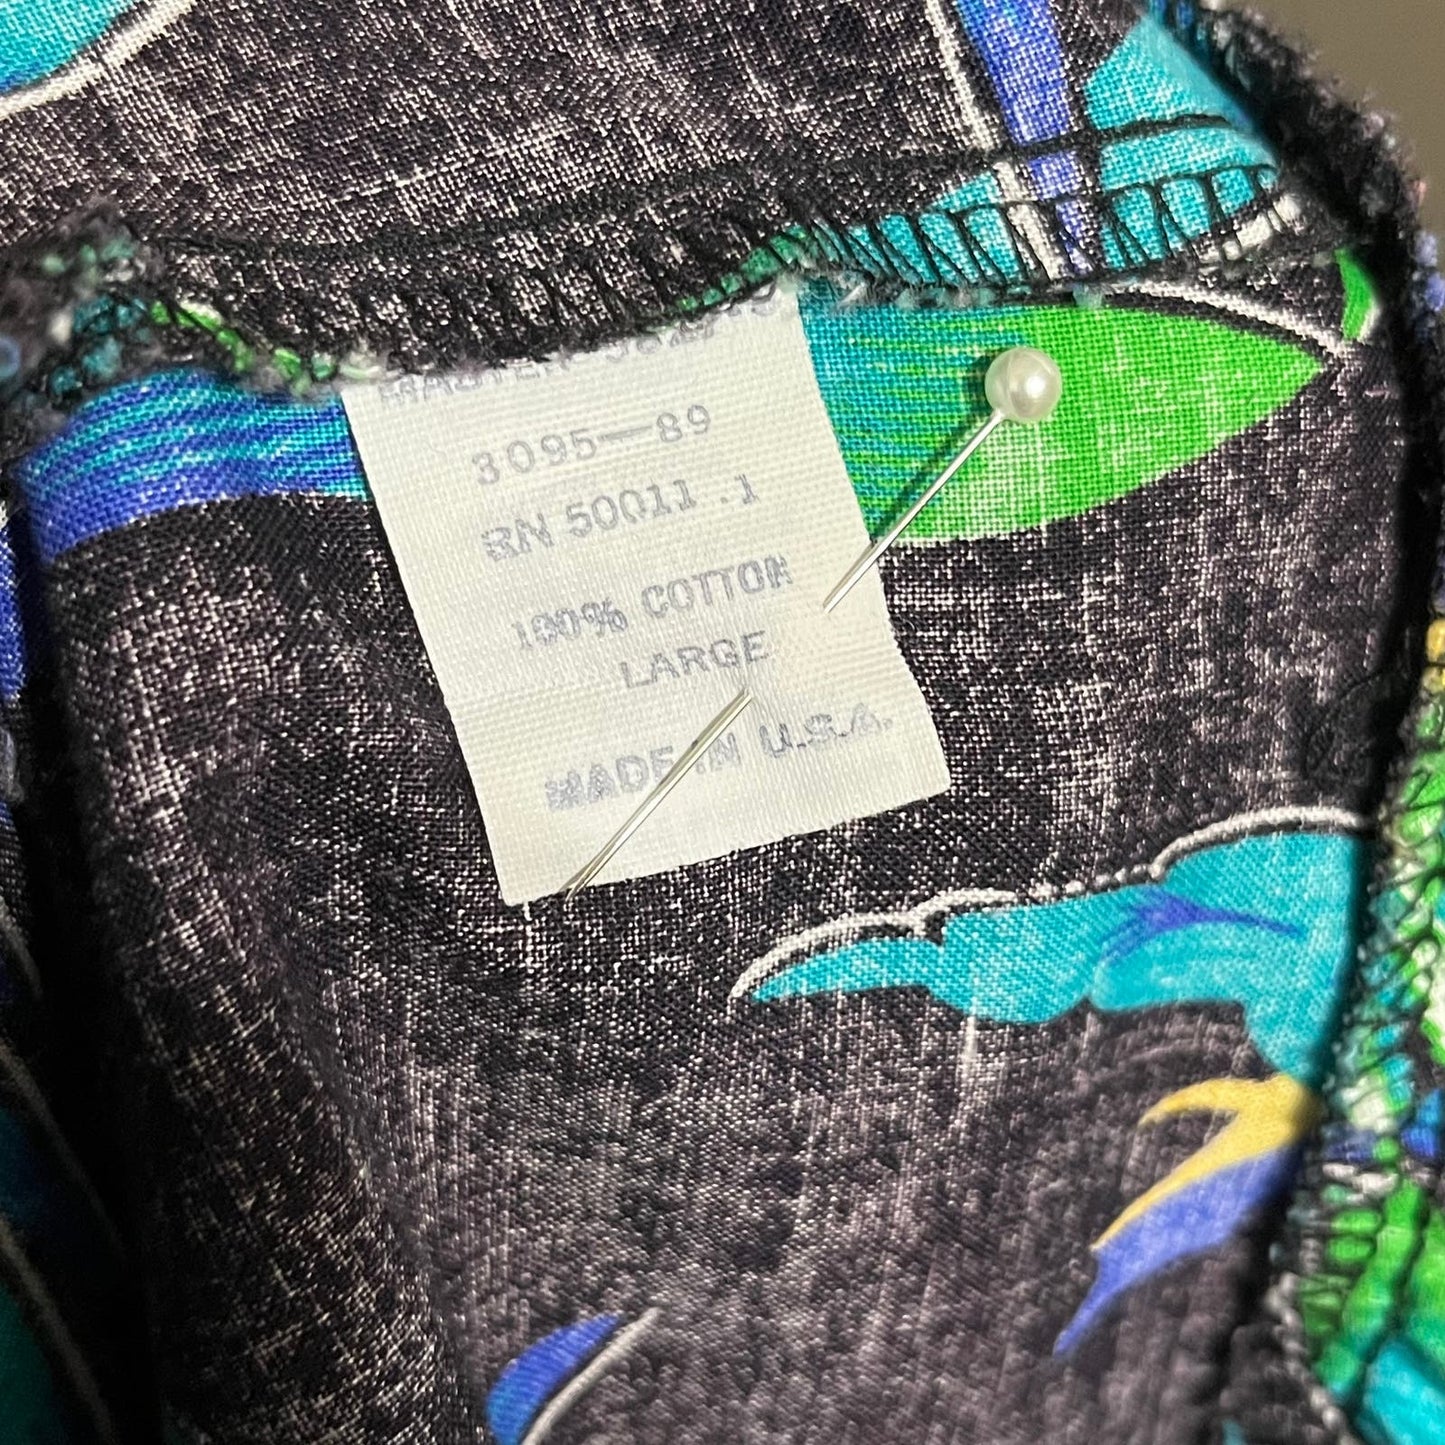 3095—89
RN 50011.1
100% COTTON
LARGE
MADE IN U.S.A.